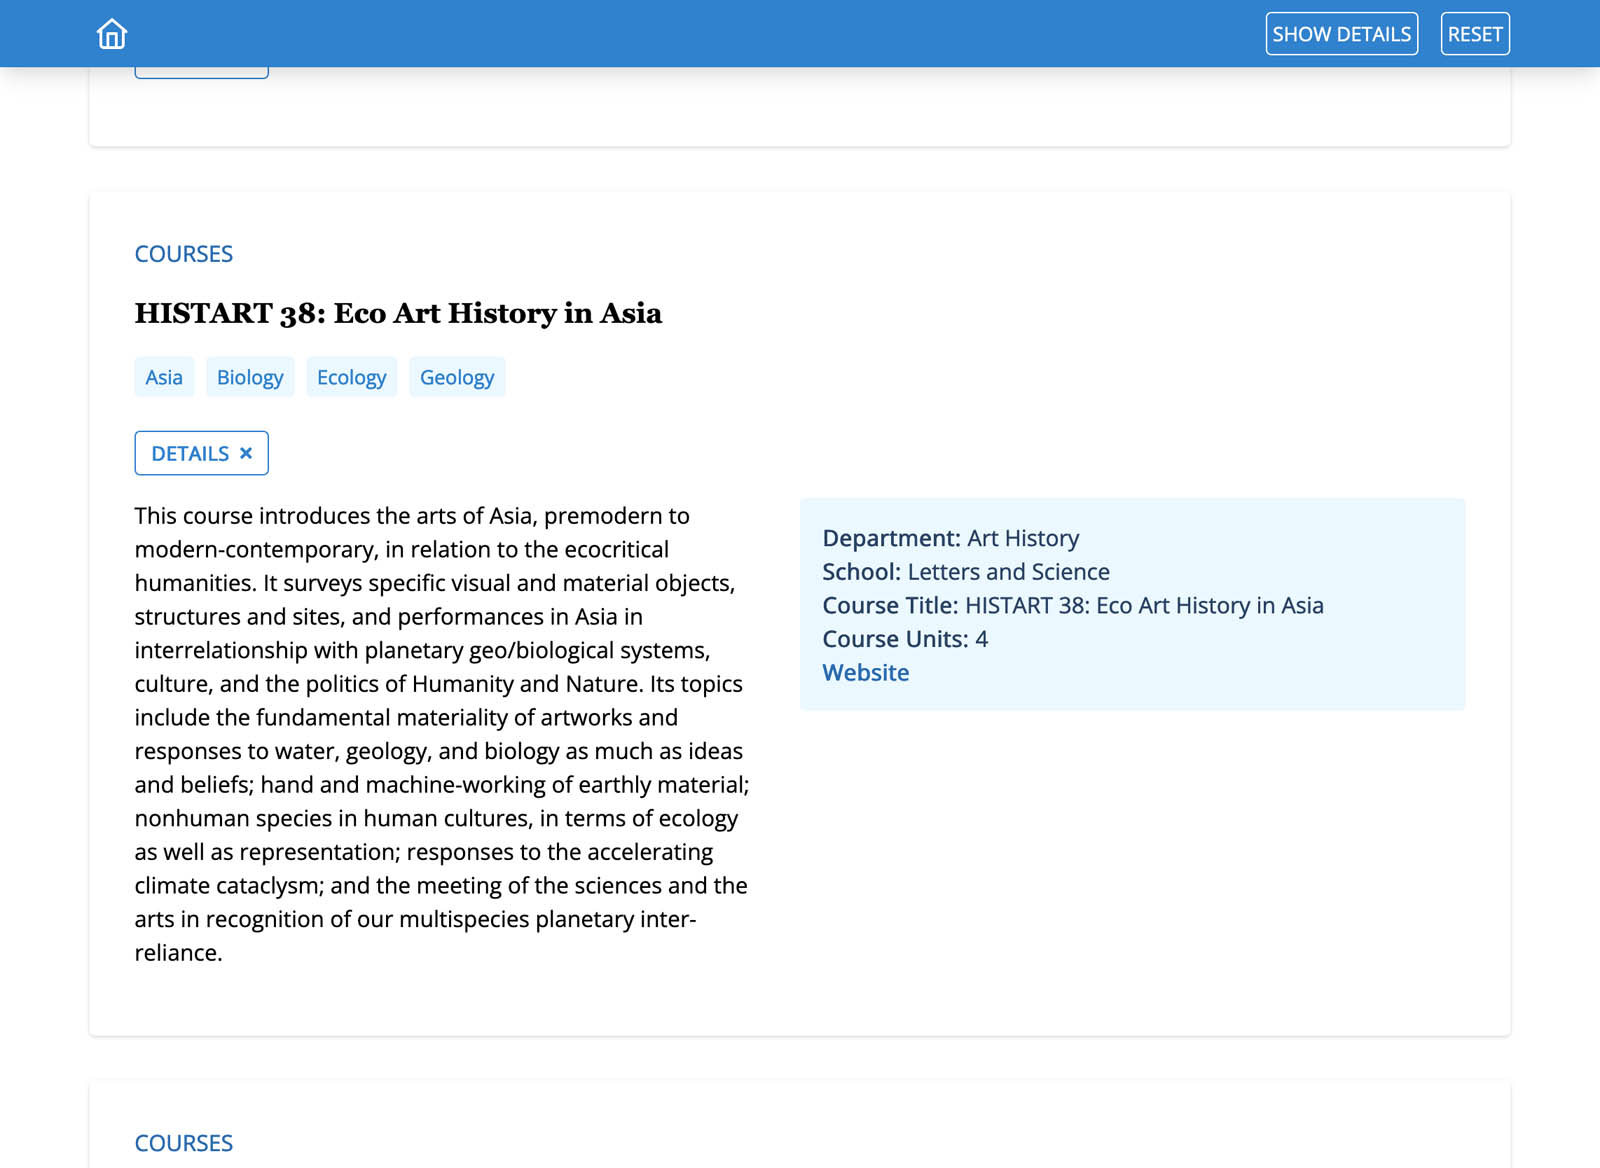 SHOW DETAILS
RESET
COURSES
HISTART 38: Eco Art History in Asia
Asia
Biology
Ecology
Geology
DETAILS ×
This course introduces the arts of Asia, premodern to
modern-contemporary, in relation to the ecocritical
humanities. It surveys specific visual and material objects,
structures and sites, and performances in Asia in
interrelationship with planetary geo/biological systems,
culture, and the politics of Humanity and Nature. Its topics
include the fundamental materiality of artworks and
responses to water, geology, and biology as much as ideas
and beliefs; hand and machine-working of earthly material;
nonhuman species in human cultures, in terms of ecology
as well as representation; responses to the accelerating
climate cataclysm; and the meeting of the sciences and the
arts in recognition of our multispecies planetary inter-
reliance.
Department: Art History
School: Letters and Science
Course Title: HISTART 38: Eco Art History in Asia
Course Units: 4
Website
COURSES